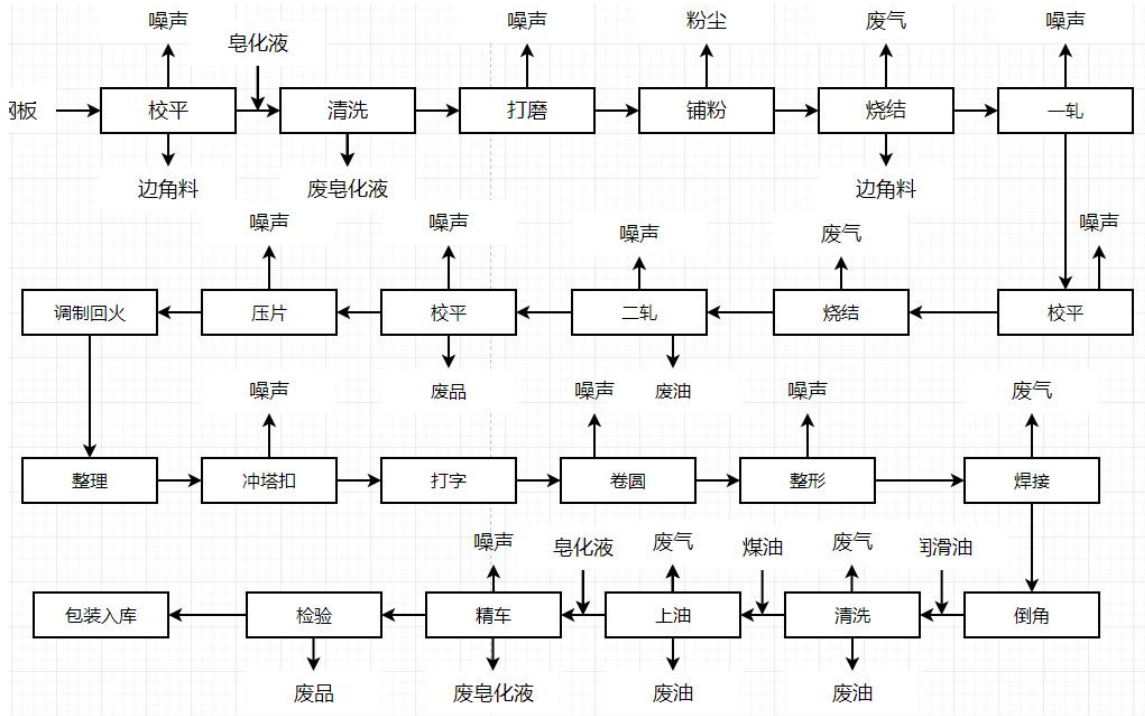 噪声
皂化液
噪声
粉尘
废气
噪声
钢板
校平
清洗
打磨
铺粉
烧结
一轧
边角料
废皂化液
边角料
噪声
噪声
噪声
废气
噪声
调制回火
压片
校平
二轧
烧结
校平
废品
废油
噪声
噪声
噪声
废气
整理
冲塔扣
打字
卷圆
整形
焊接
噪声
皂化液
废气
煤油
废气
润滑油
包装入库
检验
精车
上油
清洗
倒角
废品
废皂化液
废油
废油